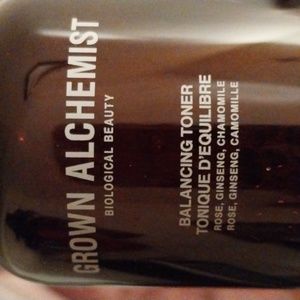 GROWN ALCHEMIST
BIOLOGICAL BEAUTY
BALANCING TONER
TONIQUE D'EQUILIBRE
ROSE, GINSENG, CHAMOMILE
ROSE, GINSENG, CAMOMILLE